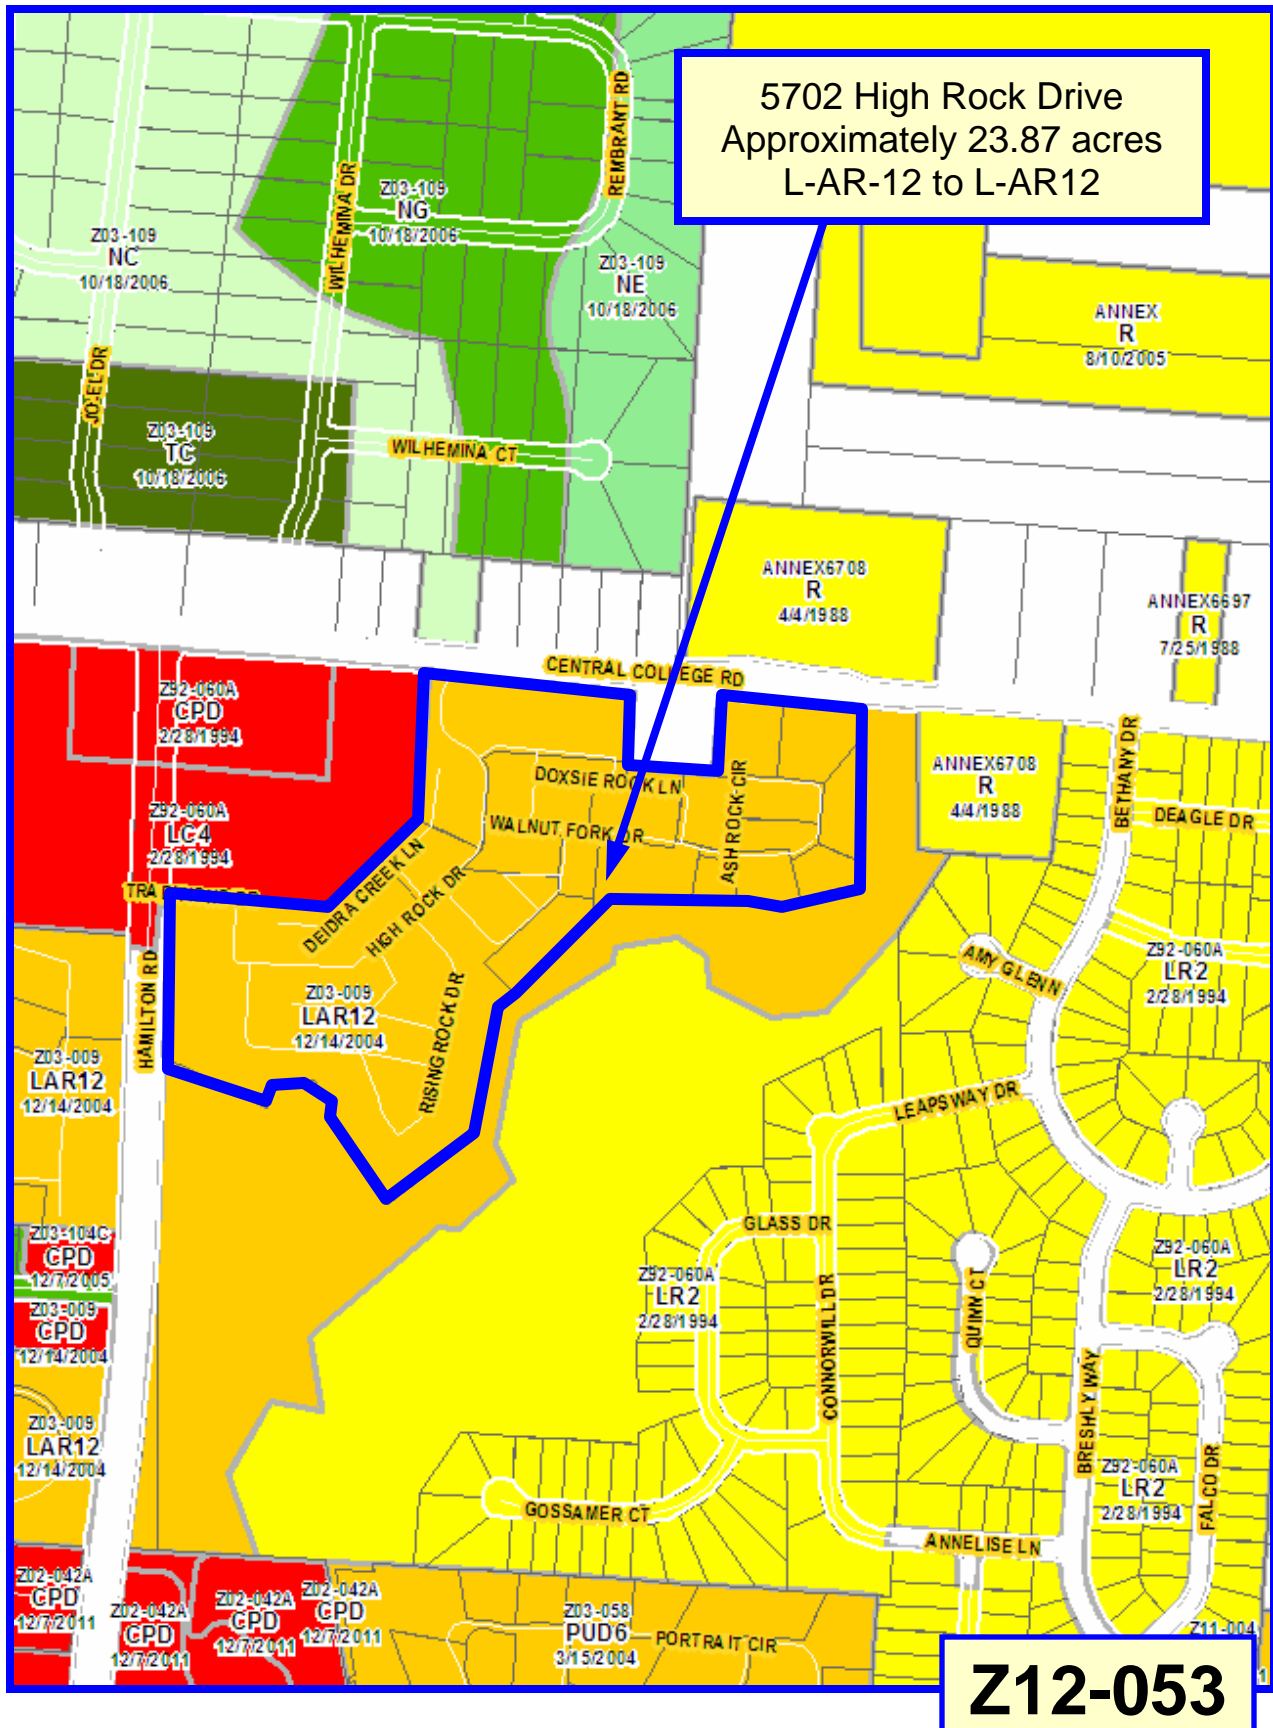 5702 High Rock Drive
Approximately 23.87 acres
L-AR-12 to L-AR12
REMBRANT RD
WILHEMINA DR
Z03-109
NG
10/18/2006
Z03-109
NC
10/18/2006
Z03-109
NE
10/18/2006
ANNEX
R
8/10/2005
JO-EL DR
Z03-109
TC
10/18/2006
WILHEMINA CT
ANNEX6708
R
4/4/1988
ANNEX6697
R
7/25/1988
CENTRAL COLLEGE RD
Z92-060A
CPD
2/28/1994
Z92-060A
LC4
2/28/1994
DOXSIE ROCK LN
WALNUT FORK DR
ASH ROCK CIR
ANNEX6708
R
4/4/1988
BETHANY DR
DEAGLE DR
DEIDRA CREEK LN
HIGH ROCK DR
RISING ROCK DR
HAMILTON RD
Z03-009
LAR12
12/14/2004
AMY GLENN
Z92-060A
LR2
2/28/1994
Z03-009
LAR12
12/14/2004
LEAPSWAY DR
Z03-104C
CPD
12/7/2005
Z03-009
CPD
12/14/2004
GLASS DR
Z92-060A
LR2
2/28/1994
CONNORWILL DR
QUINN CT
Z92-060A
LR2
2/28/1994
Z03-009
LAR12
12/14/2004
BRESHLY WAY
Z92-060A
LR2
2/28/1994
FALCO DR
GOSSAMER CT
ANNELISE LN
Z02-042A
CPD
12/7/2011
Z02-042A
CPD
12/7/2011
Z02-042A
CPD
12/7/2011
Z02-042A
CPD
12/7/2011
Z03-058
PUD6
3/15/2004
PORTRAIT CIR
Z11-004
Z12-053